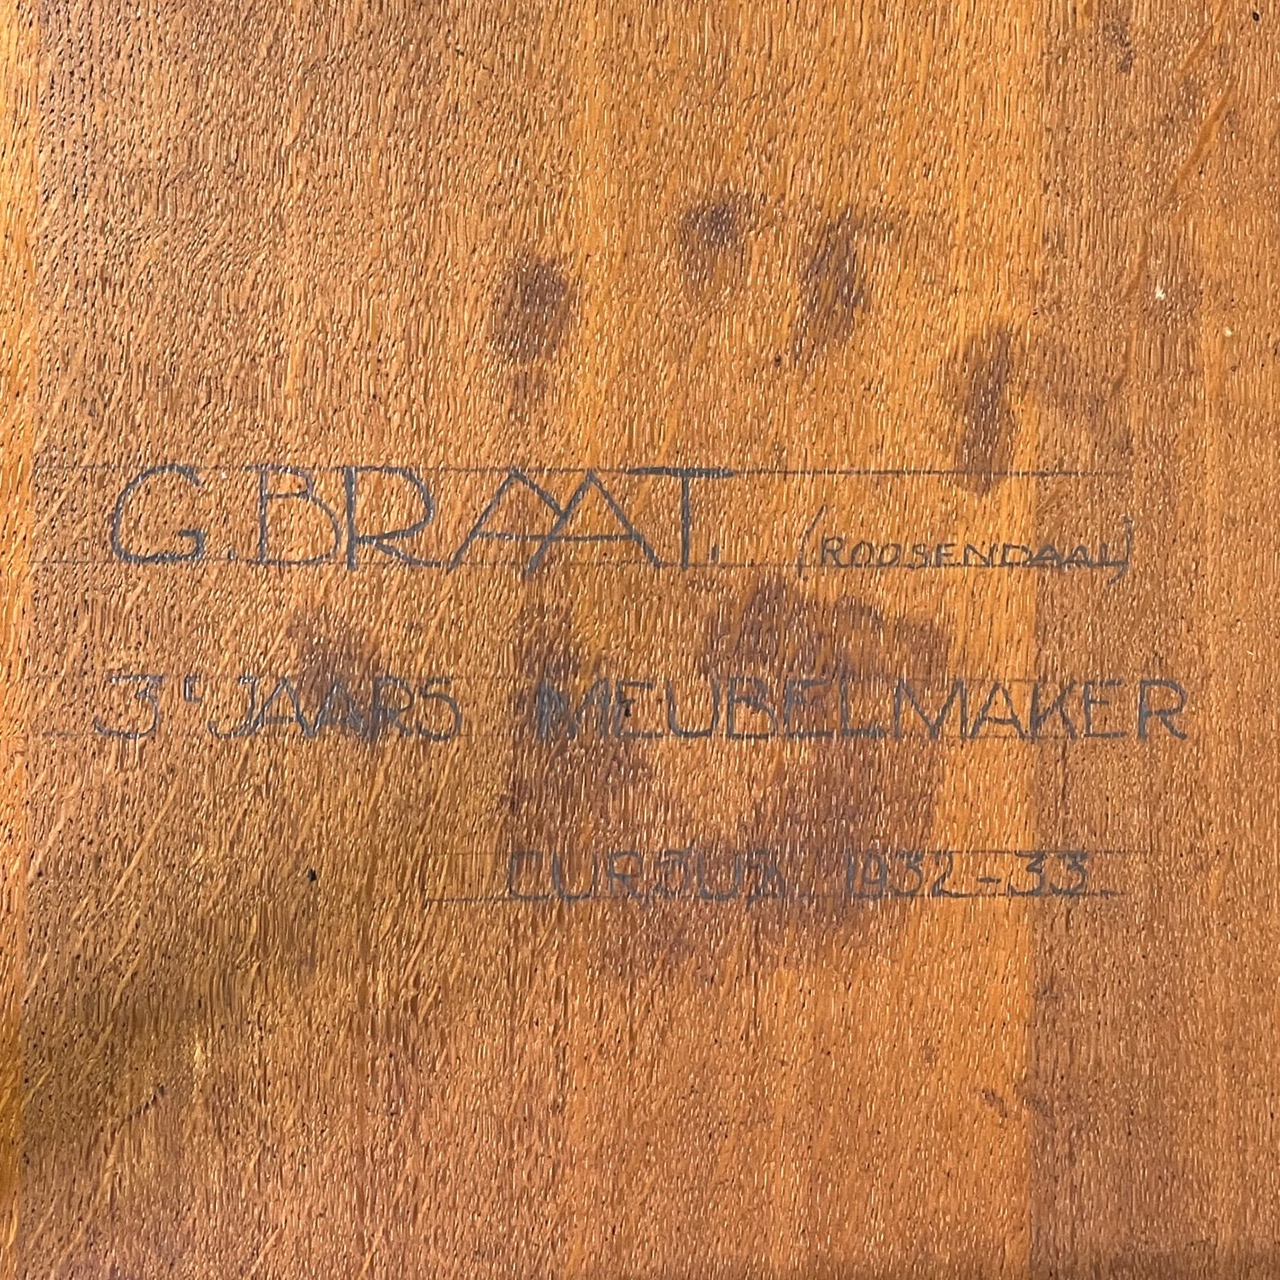 G. BRAAT. (ROOSENDAAL)
3e JAARS MEUBELMAKER
CURSUS 1932-33